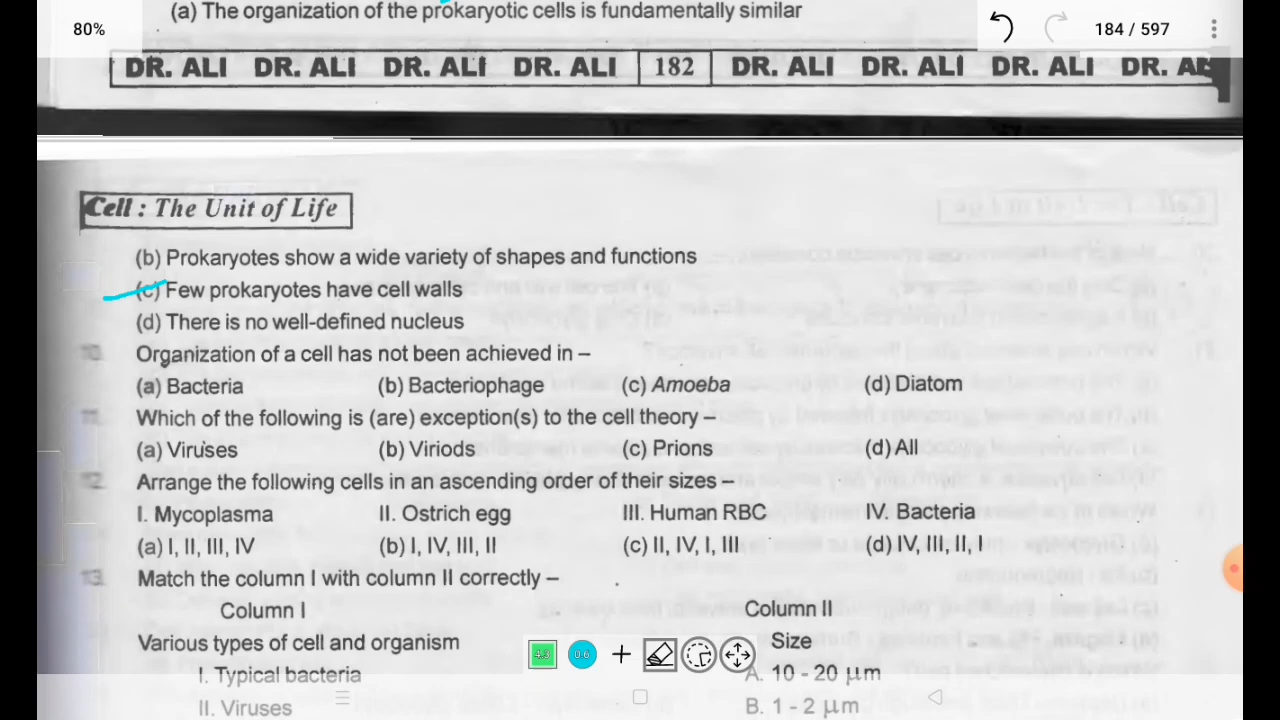 (a) The organization of the prokaryotic cells is fundamentally similar
80%
184 / 597
DR. ALI DR. ALI DR. ALI DR. ALI 182 DR. ALI DR. ALI DR. ALI DR. A
Cell : The Unit of Life
(b) Prokaryotes show a wide variety of shapes and functions
(c) Few prokaryotes have cell walls
(d) There is no well-defined nucleus
10. Organization of a cell has not been achieved in –
(a) Bacteria (b) Bacteriophage (c) Amoeba (d) Diatom
11. Which of the following is (are) exception(s) to the cell theory –
(a) Viruses (b) Viriods (c) Prions (d) All
12. Arrange the following cells in an ascending order of their sizes –
I. Mycoplasma II. Ostrich egg III. Human RBC IV. Bacteria
(a) I, II, III, IV (b) I, IV, III, II (c) II, IV, I, III (d) IV, III, II, I
13. Match the column I with column II correctly –
Column I Column II
Various types of cell and organism Size
I. Typical bacteria A. 10 - 20 μm
II. Viruses B. 1 - 2 μm